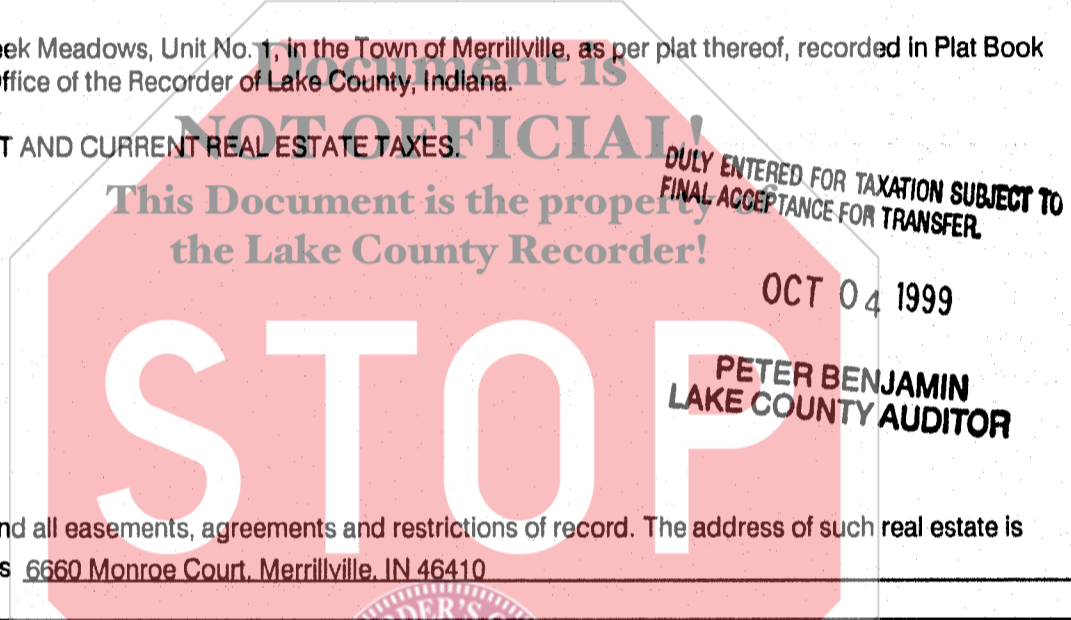 eek Meadows, Unit No. 1, in the Town of Merrillville, as per plat thereof, recorded in Plat Book
ffice of the Recorder of Lake County, Indiana.
Document is
NOT OFFICIAL!
This Document is the property of
the Lake County Recorder!
T AND CURRENT REAL ESTATE TAXES.
DULY ENTERED FOR TAXATION SUBJECT TO
FINAL ACCEPTANCE FOR TRANSFER.
OCT 04 1999
STOP
PETER BENJAMIN
LAKE COUNTY AUDITOR
nd all easements, agreements and restrictions of record. The address of such real estate is
s 6660 Monroe Court, Merrillville, IN 46410